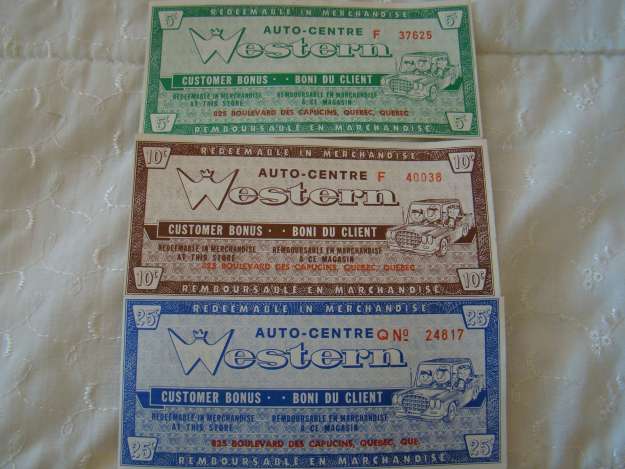 REDEEMABLE IN MERCHANDISE
5¢ 5¢
AUTO-CENTRE F 37625
Western
CUSTOMER BONUS · · BONI DU CLIENT
REDEEMABLE IN MERCHANDISE REMBOURSABLE EN MARCHANDISE
AT THIS STORE A CE MAGASIN
825 BOULEVARD DES CAPUCINS, QUEBEC, QUEBEC
5¢ 5¢
REMBOURSABLE EN MARCHANDISE
REDEEMABLE IN MERCHANDISE
10¢ 10¢
AUTO-CENTRE F 40038
Western
CUSTOMER BONUS · · BONI DU CLIENT
REDEEMABLE IN MERCHANDISE REMBOURSABLE EN MARCHANDISE
AT THIS STORE A CE MAGASIN
825 BOULEVARD DES CAPUCINS, QUEBEC, QUEBEC
10¢ 10¢
REMBOURSABLE EN MARCHANDISE
REDEEMABLE IN MERCHANDISE
25¢ 25¢
AUTO-CENTRE Q Nº 24817
Western
CUSTOMER BONUS · · BONI DU CLIENT
REDEEMABLE IN MERCHANDISE REMBOURSABLE EN MARCHANDISE
AT THIS STORE A CE MAGASIN
825 BOULEVARD DES CAPUCINS, QUEBEC, QUE.
25¢ 25¢
REMBOURSABLE EN MARCHANDISE